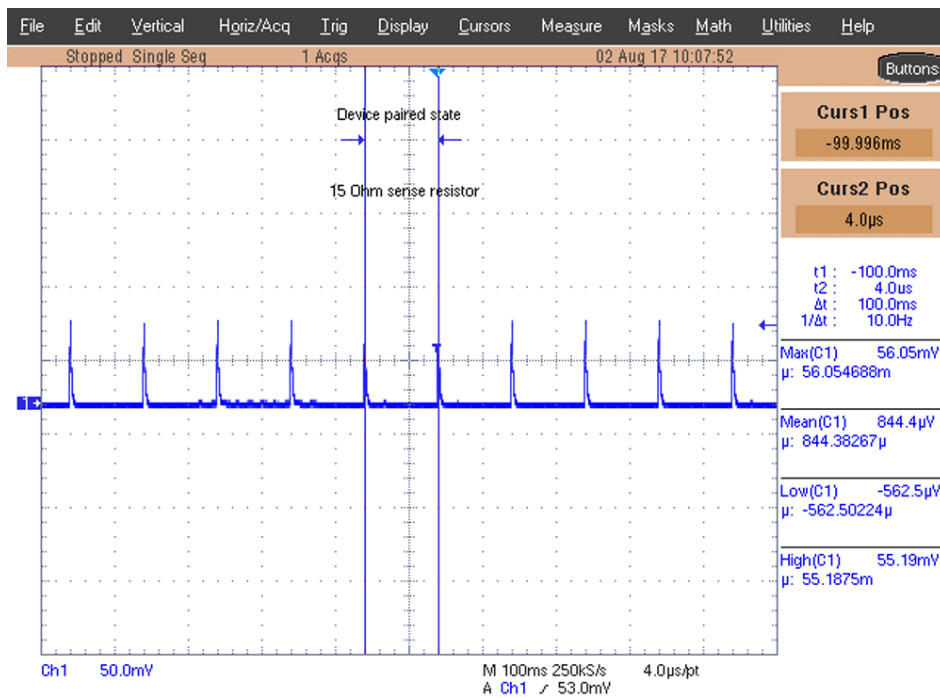 File Edit Vertical Horiz/Acq Trig Display Cursors Measure Masks Math Utilities Help
Stopped Single Seq 1 Acqs 02 Aug 17 10:07:52
Buttons
Device paired state
15 Ohm sense resistor
T
1
Curs1 Pos
-99.996ms
Curs2 Pos
4.0µs
t1 : -100.0ms
t2 : 4.0us
Δt : 100.0ms
1/Δt : 10.0Hz
Max(C1) 56.05mV
µ: 56.054688m
Mean(C1) 844.4µV
µ: 844.38267µ
Low(C1) -562.5µV
µ: -562.50224µ
High(C1) 55.19mV
µ: 55.1875m
Ch1 50.0mV M 100ms 250kS/s 4.0µs/pt
A Ch1 / 53.0mV